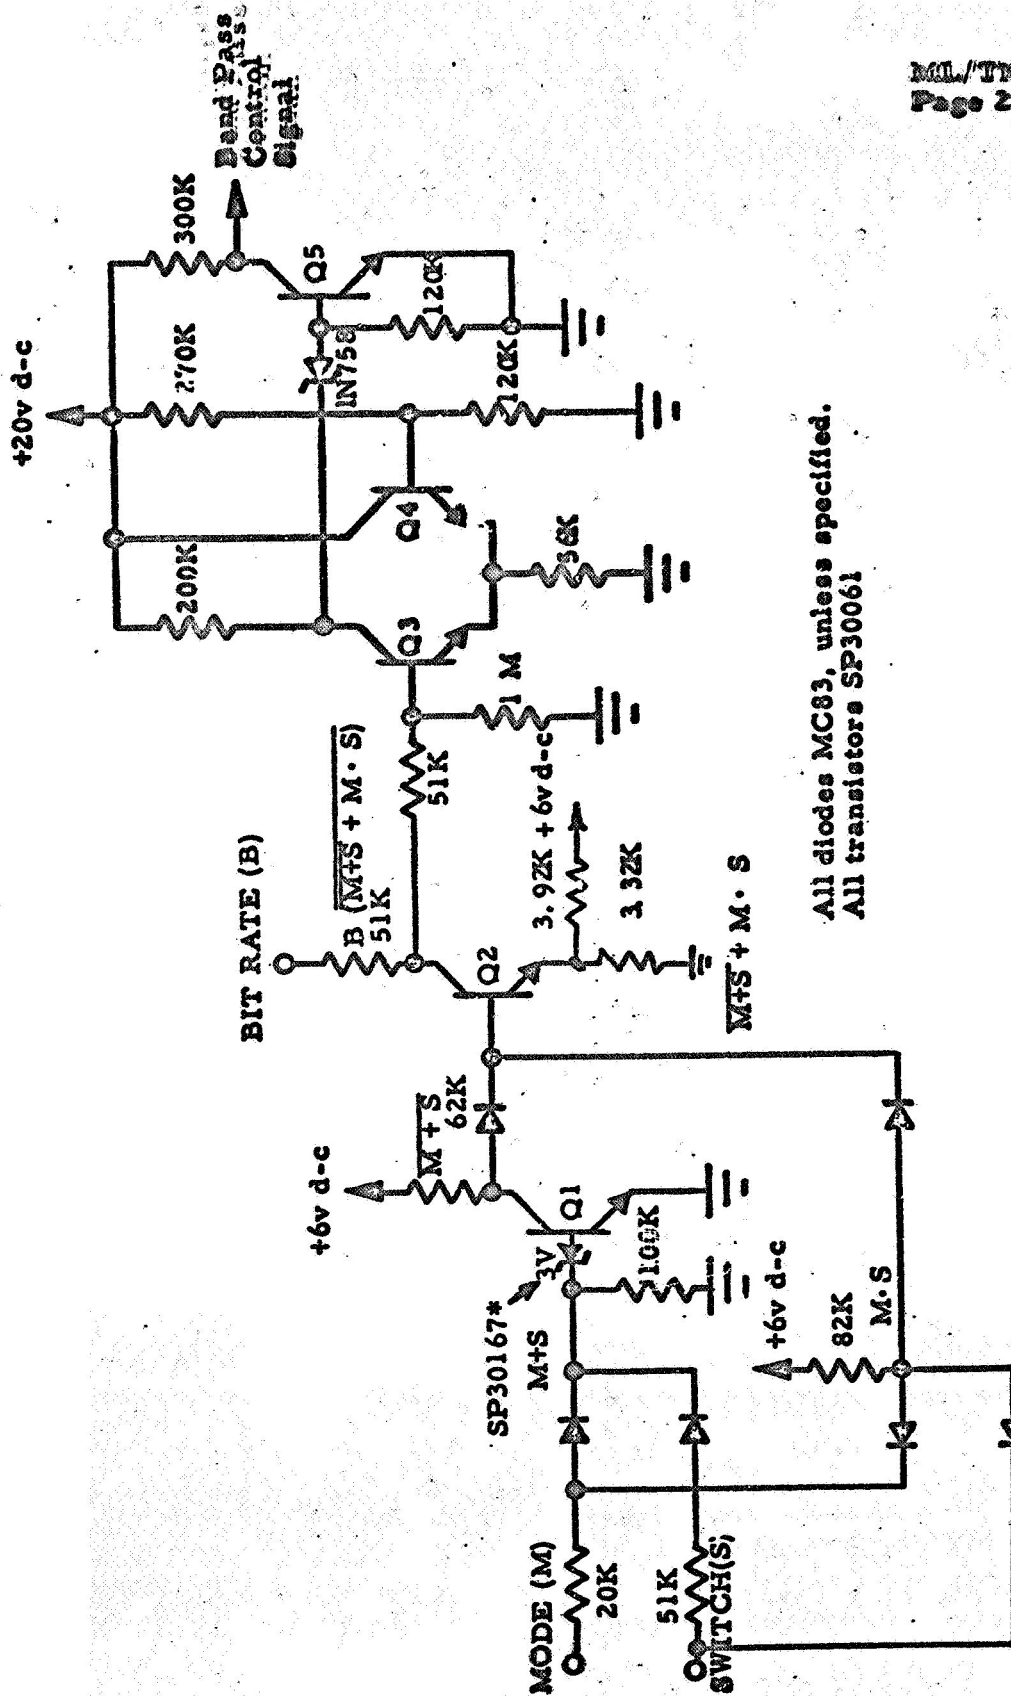 MIL/TM
Page 2
+20v d-c
200K
270K
300K
Band Pass
Control
Signal
Q3
Q4
Q5
1N758
120K
120K
36K
1 M
BIT RATE (B)
B (M+S + M · S)
51K
51K
+6v d-c
M + S
62K
Q2
3.92K + 6v d-c
3.32K
M+S + M · S
SP30167*
3V
Q1
100K
M+S
MODE (M)
20K
51K
SWITCH(S)
+6v d-c
82K
M·S
All diodes MC83, unless specified.
All transistors SP30061